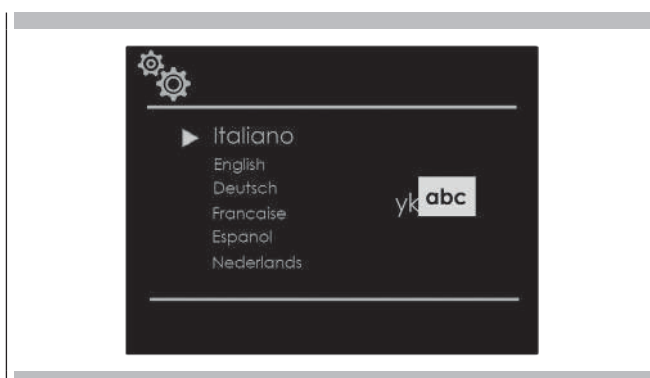 Italiano
English
Deutsch
Francaise
Espanol
Nederlands
yk abc